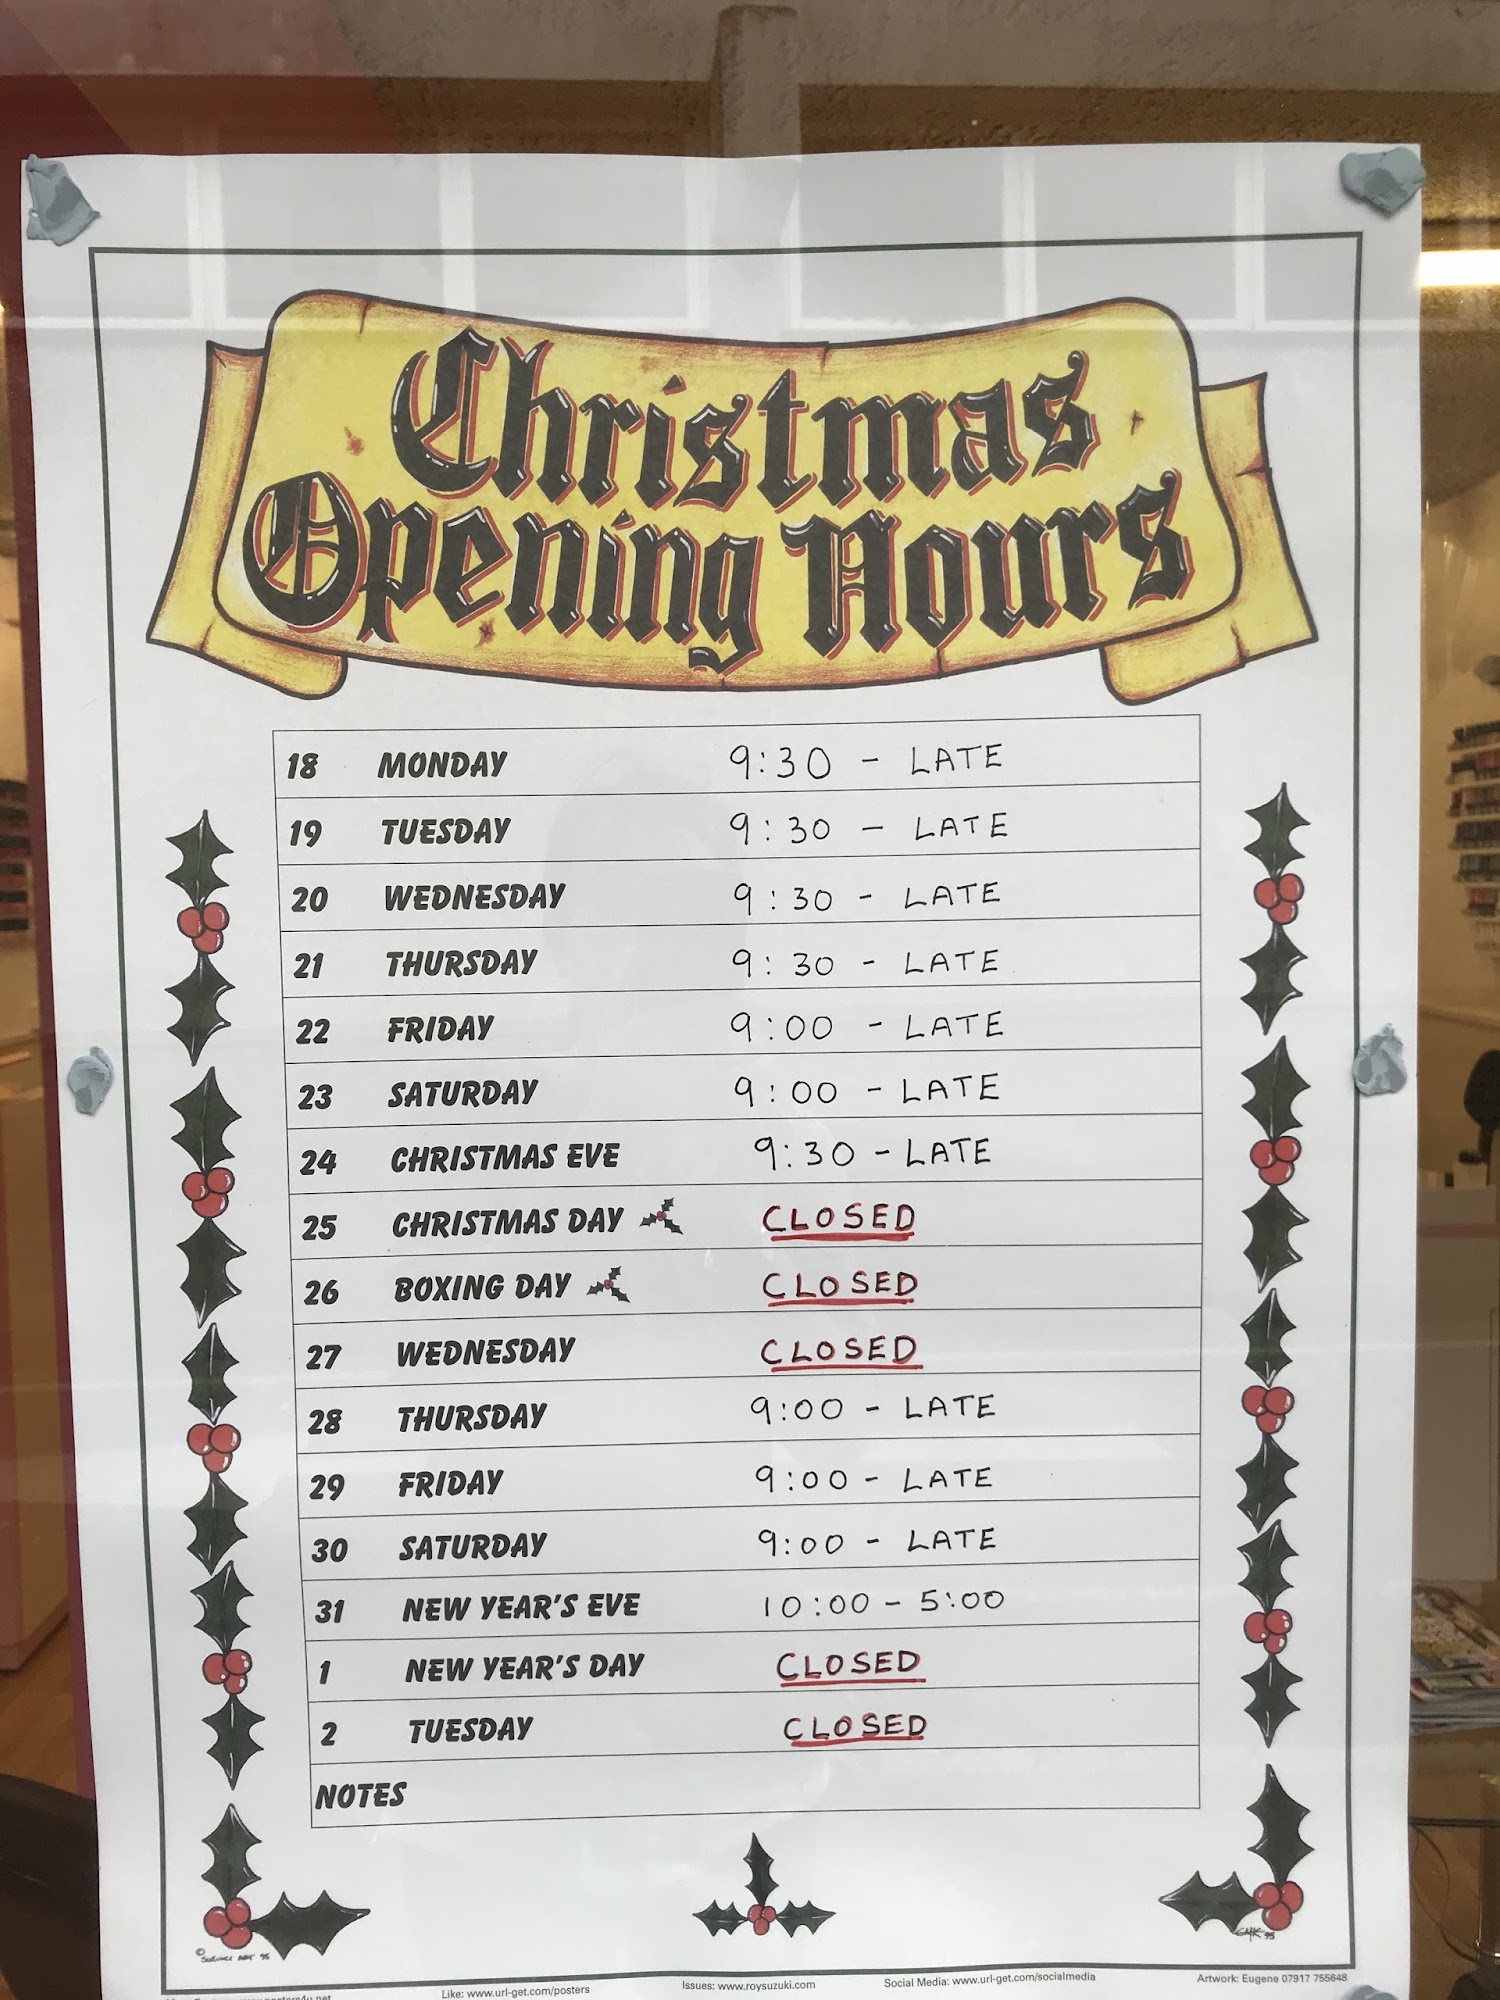 Christmas
Opening Hours
18 MONDAY 9:30 - LATE
19 TUESDAY 9:30 - LATE
20 WEDNESDAY 9:30 - LATE
21 THURSDAY 9:30 - LATE
22 FRIDAY 9:00 - LATE
23 SATURDAY 9:00 - LATE
24 CHRISTMAS EVE 9:30 - LATE
25 CHRISTMAS DAY CLOSED
26 BOXING DAY CLOSED
27 WEDNESDAY CLOSED
28 THURSDAY 9:00 - LATE
29 FRIDAY 9:00 - LATE
30 SATURDAY 9:00 - LATE
31 NEW YEAR'S EVE 10:00 - 5:00
1 NEW YEAR'S DAY CLOSED
2 TUESDAY CLOSED
NOTES
Like: www.url-get.com/posters Issues: www.roysuzuki.com Social Media: www.url-get.com/socialmedia Artwork: Eugene 07917 755648